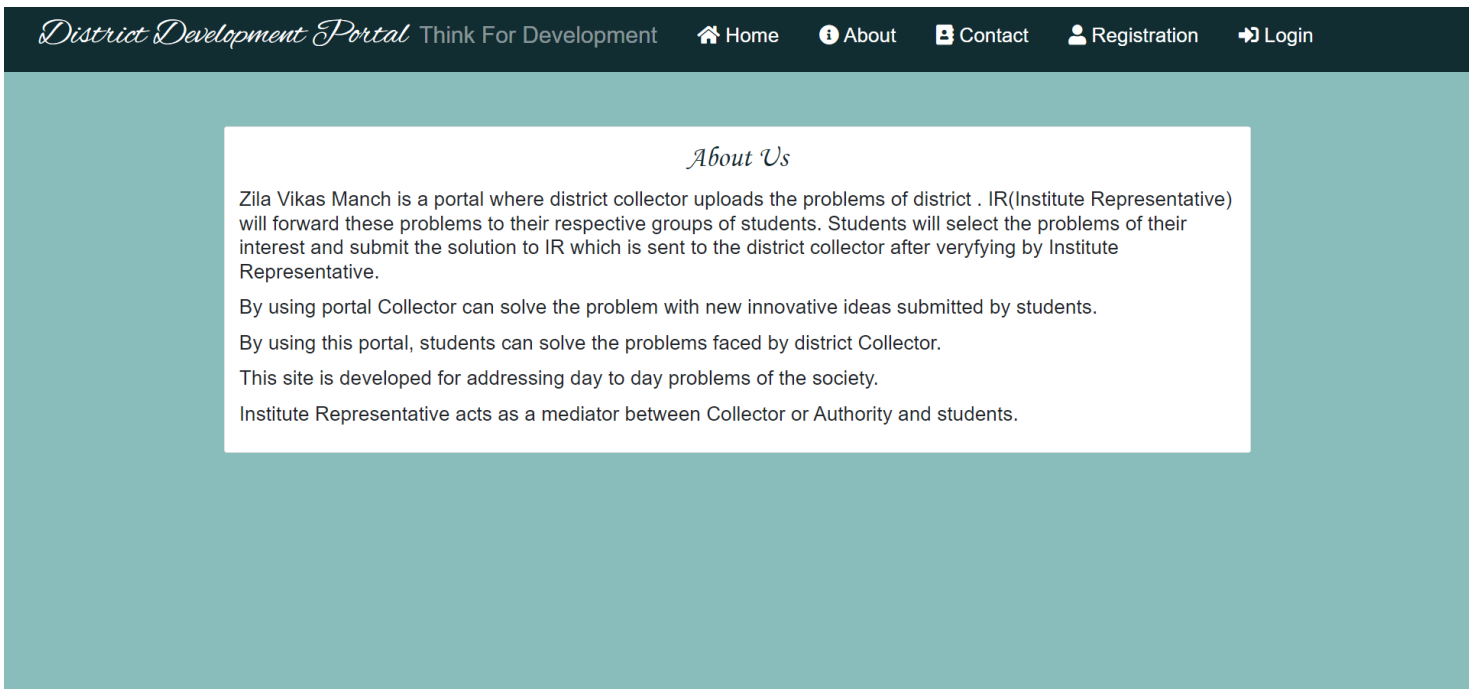 District Development Portal Think For Development Home About Contact Registration Login
About Us
Zila Vikas Manch is a portal where district collector uploads the problems of district . IR(Institute Representative)
will forward these problems to their respective groups of students. Students will select the problems of their
interest and submit the solution to IR which is sent to the district collector after veryfying by Institute
Representative.
By using portal Collector can solve the problem with new innovative ideas submitted by students.
By using this portal, students can solve the problems faced by district Collector.
This site is developed for addressing day to day problems of the society.
Institute Representative acts as a mediator between Collector or Authority and students.